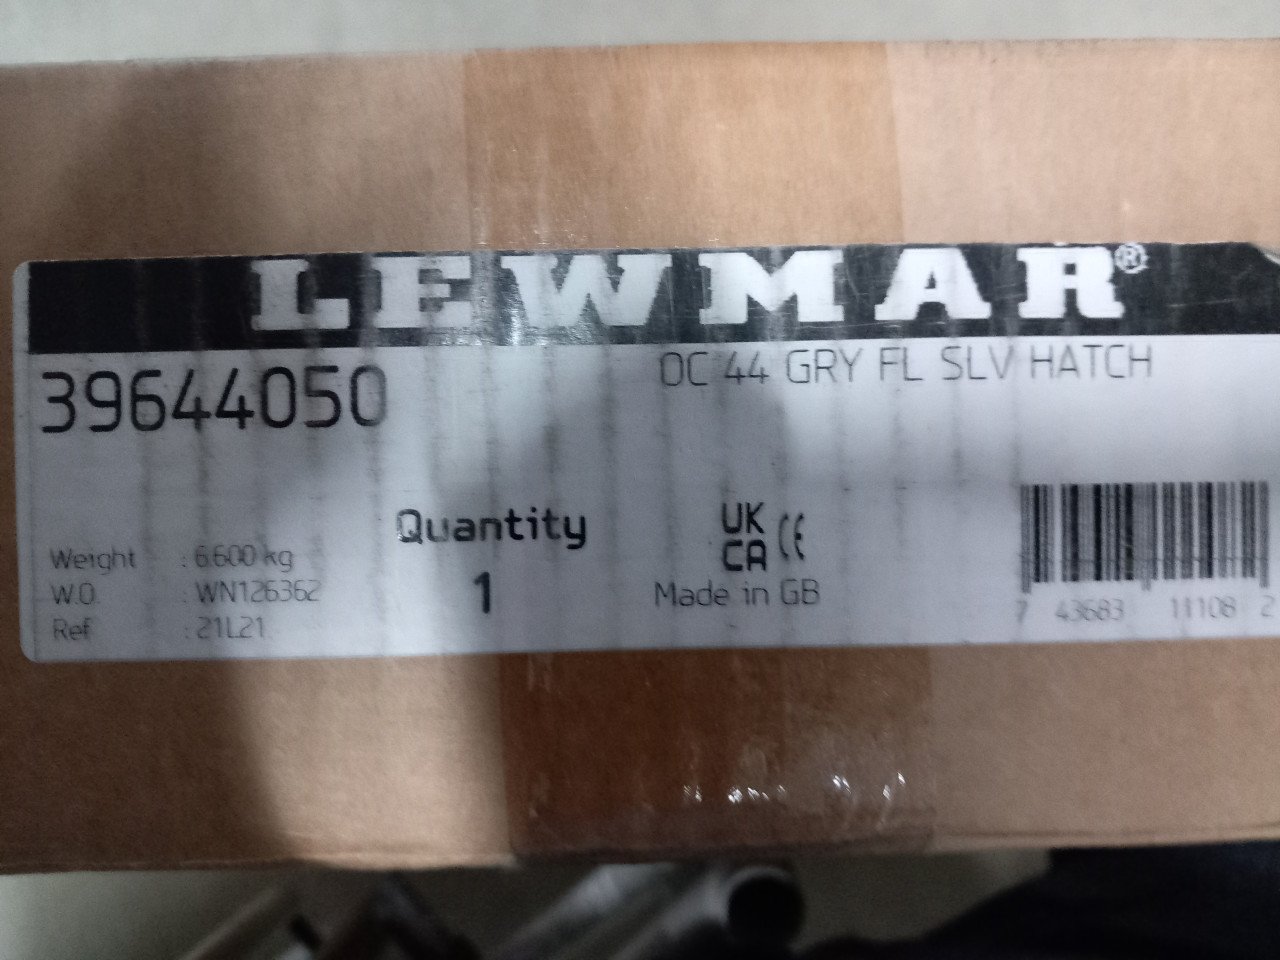 LEWMAR®
39644050
OC 44 GRY FL SLV HATCH
Weight : 6.600 kg
W.O. : WN126362
Ref : 21L21
Quantity
1
UK
CA CE
Made in GB
7 43683 11108 2